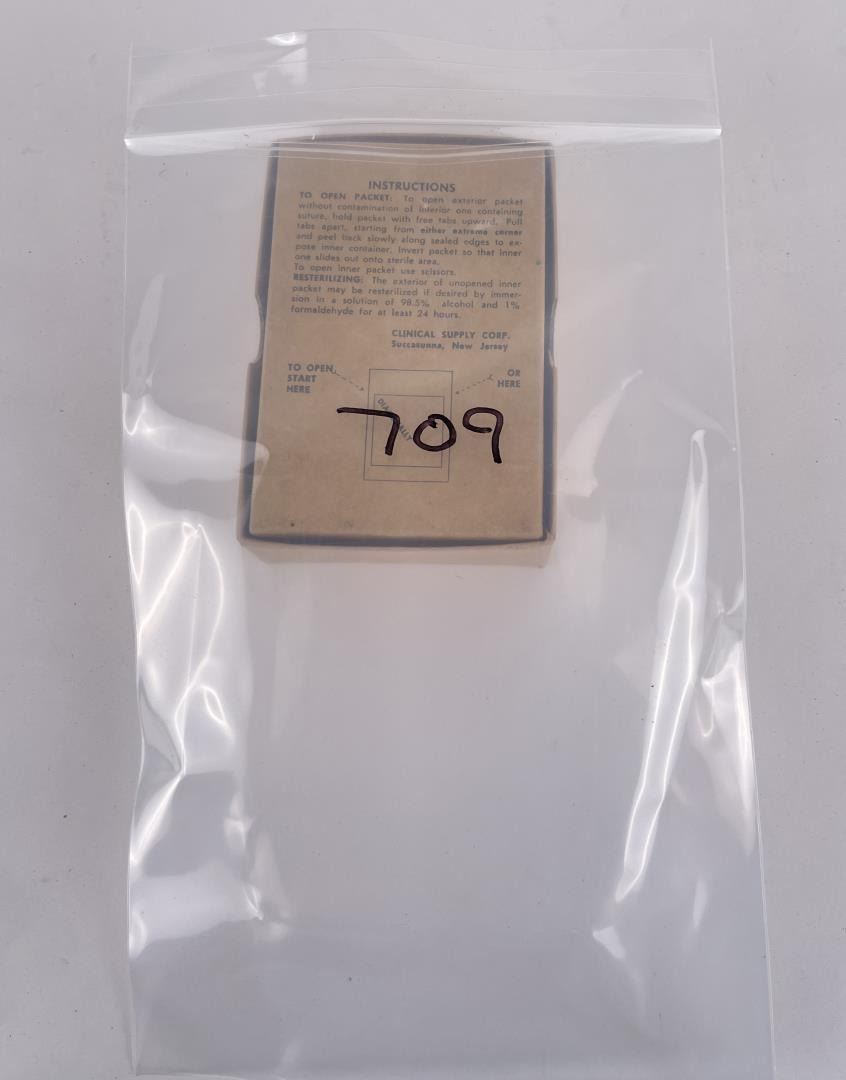 INSTRUCTIONS
TO OPEN PACKET: To open exterior packet
without contamination of interior one containing
suture, hold packet with free tabs upward. Pull
tabs apart, starting from either extreme corner
and peel back slowly along sealed edges to ex-
pose inner container. Invert packet so that inner
one slides out onto sterile area.
To open inner packet use scissors.
RESTERILIZING: The exterior of unopened inner
packet may be resterilized if desired by immer-
sion in a solution of 98.5% alcohol and 1%
formaldehyde for at least 24 hours.
CLINICAL SUPPLY CORP.
Succasunna, New Jersey
TO OPEN,
START
HERE
OR
HERE
709